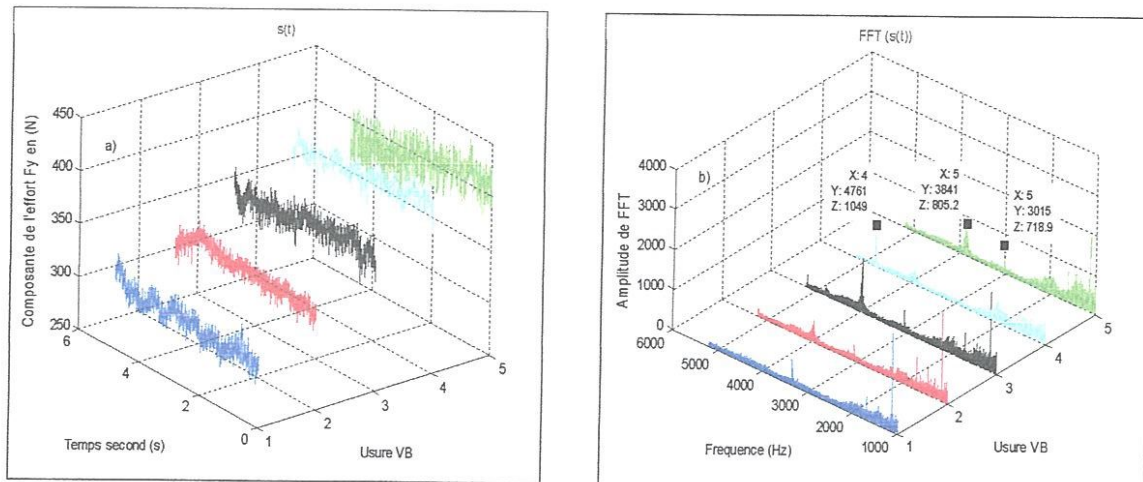 s(t)
Composante de l'effort Fy en (N)
450
400
350
300
250
a)
6
4
2
0
Temps second (s)
1
2
3
4
5
Usure VB
FFT (s(t))
Amplitude de FFT
4000
3000
2000
1000
0
b)
X: 4
Y: 4761
Z: 1049
X: 5
Y: 3841
Z: 805.2
X: 5
Y: 3015
Z: 718.9
6000
5000
4000
3000
2000
1000
Frequence (Hz)
1
2
3
4
5
Usure VB